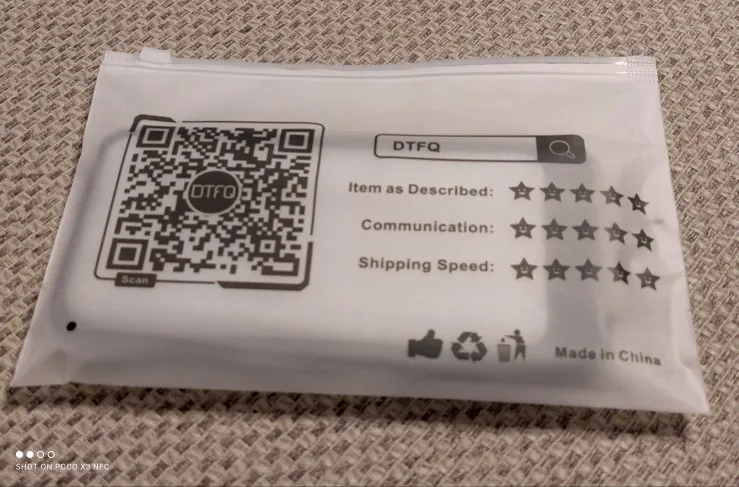 DTFQ
DTFQ
Scan
Item as Described:
Communication:
Shipping Speed:
Made in China
SHOT ON POCO X3 NFC